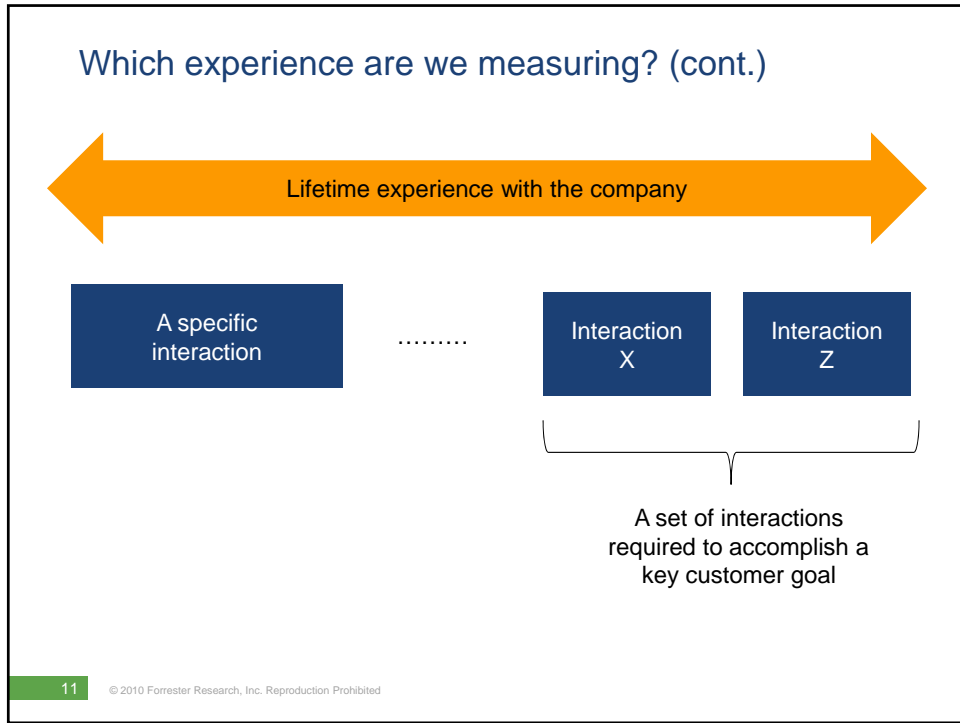 Which experience are we measuring? (cont.)
Lifetime experience with the company
A specific
interaction
.........
Interaction
X
Interaction
Z
A set of interactions
required to accomplish a
key customer goal
11 © 2010 Forrester Research, Inc. Reproduction Prohibited